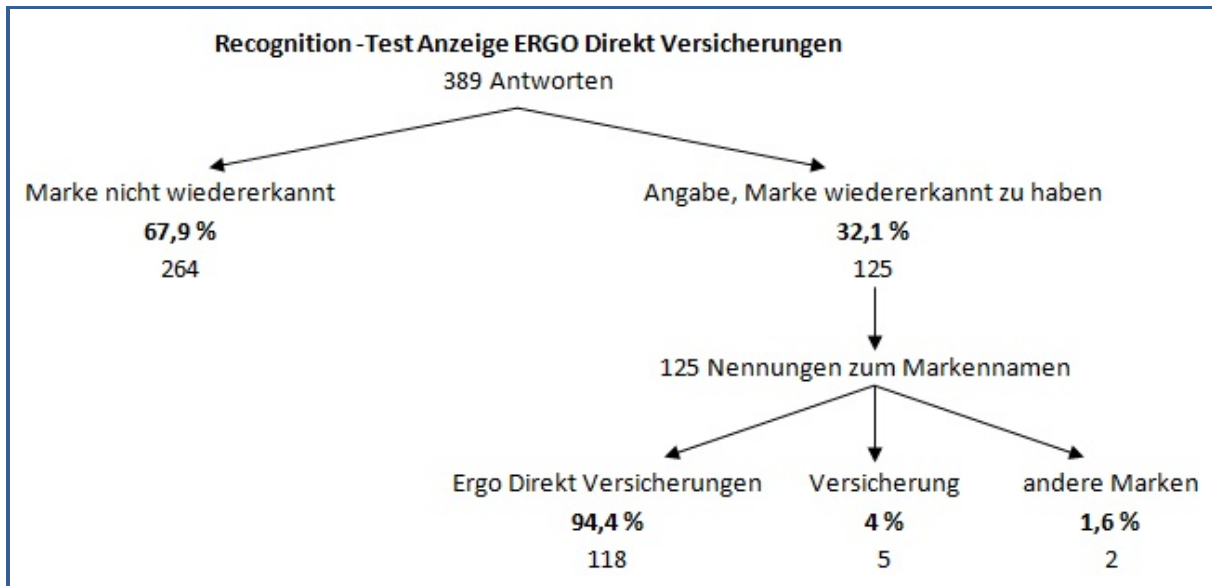 Recognition -Test Anzeige ERGO Direkt Versicherungen
389 Antworten
Marke nicht wiedererkannt
67,9 %
264
Angabe, Marke wiedererkannt zu haben
32,1 %
125
125 Nennungen zum Markennamen
Ergo Direkt Versicherungen
94,4 %
118
Versicherung
4 %
5
andere Marken
1,6 %
2